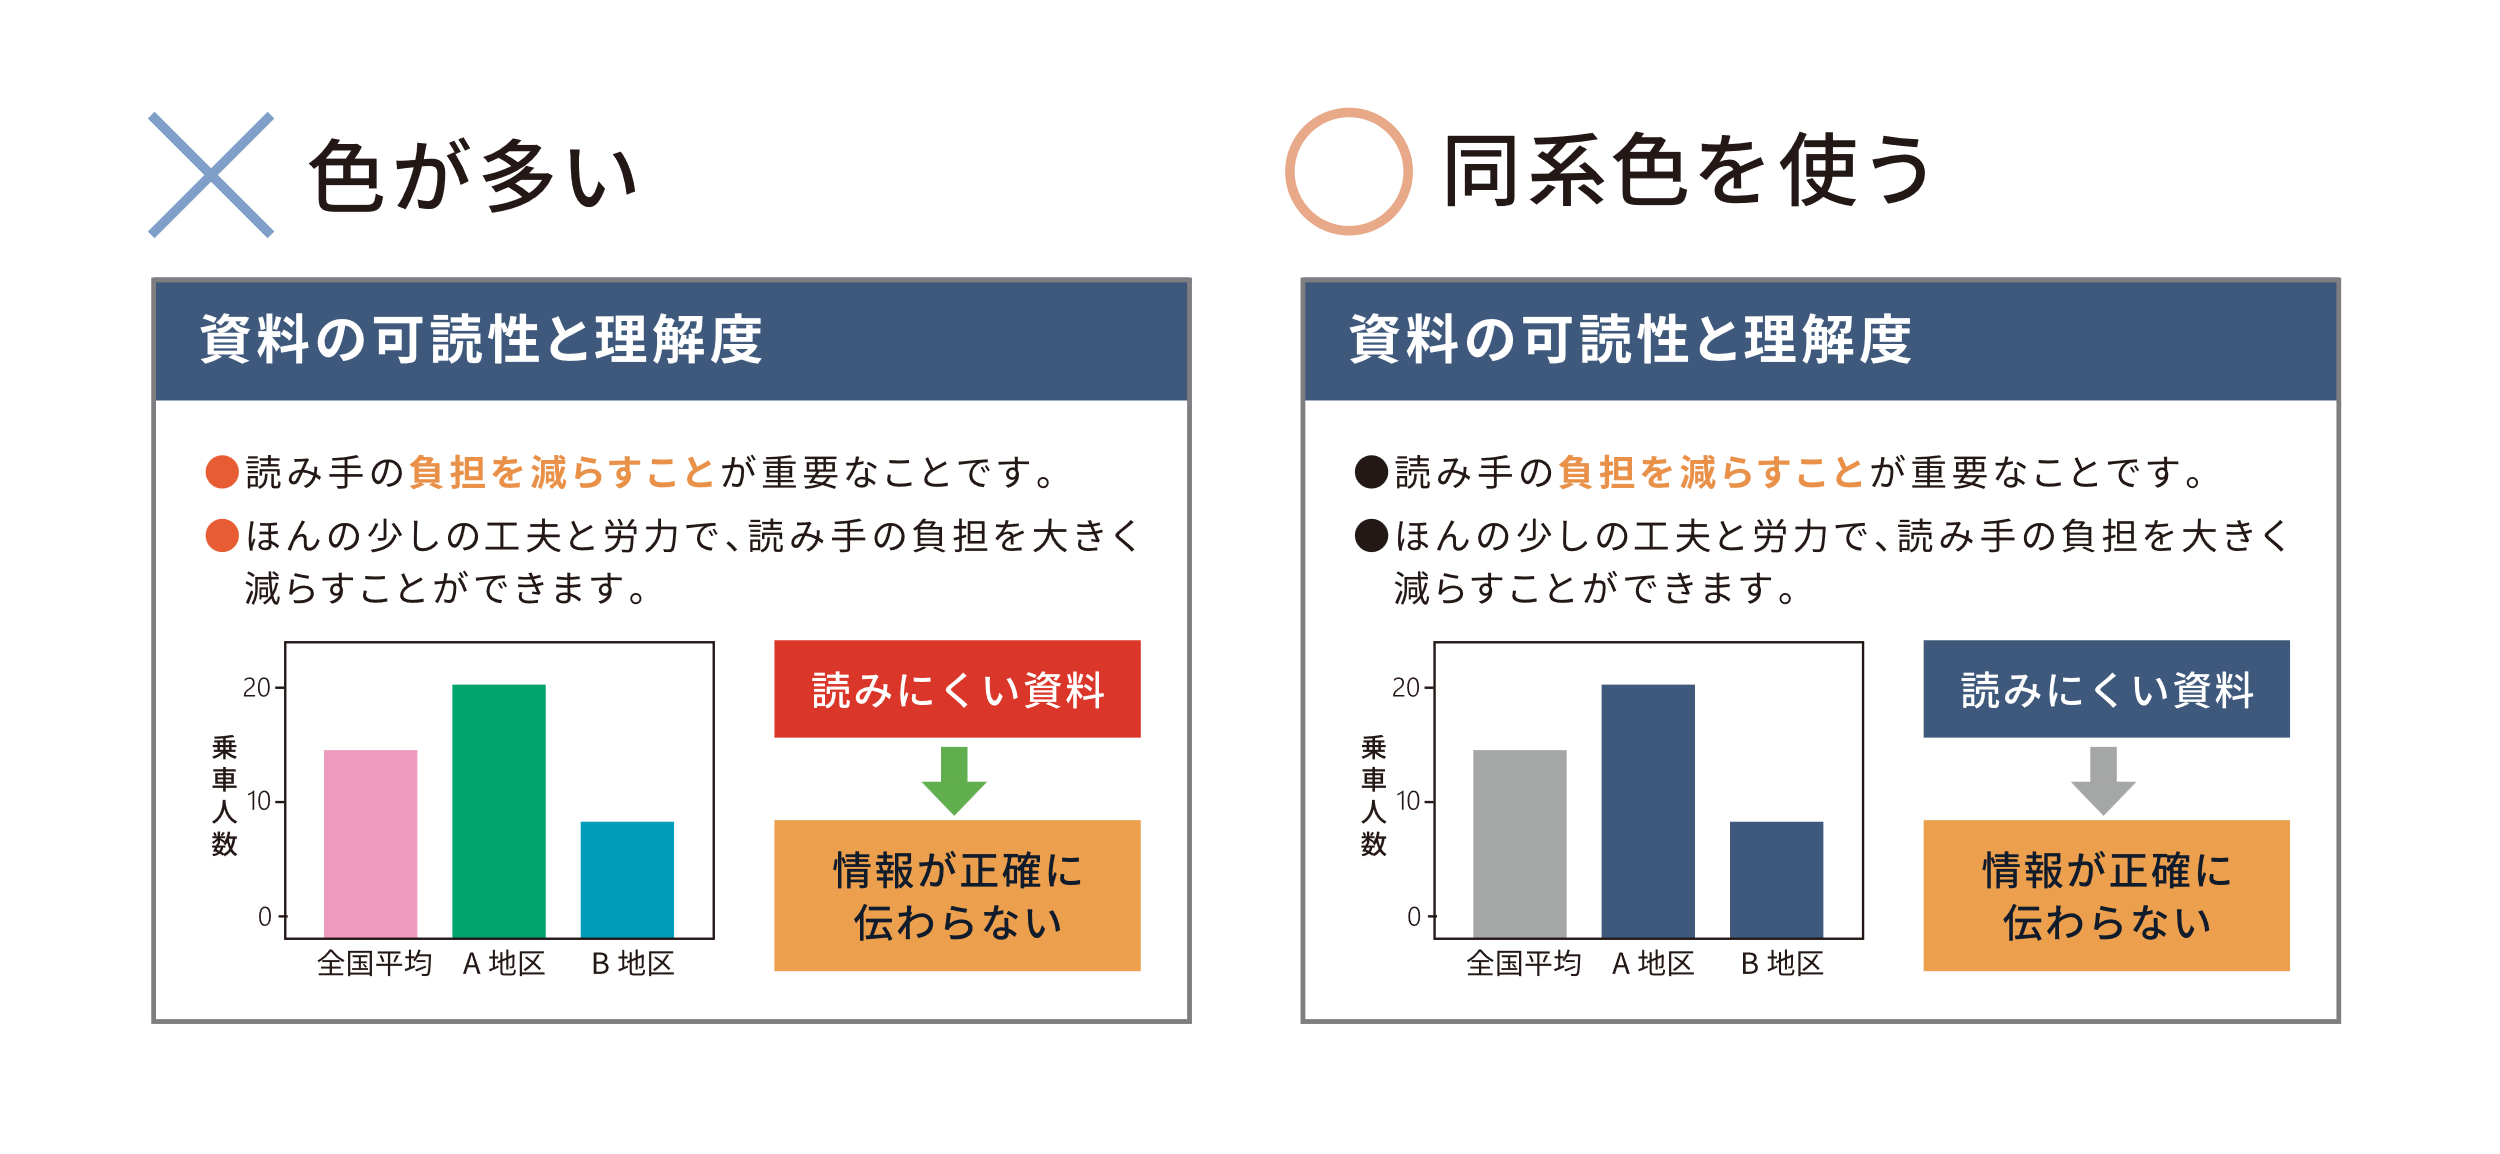 色が多い
資料の可読性と理解度
読み手の負担を減らすことが重要なことです。
ほんの少しの工夫と労力で、読み手の負担を大きく
減らすことができます。
20
10
0
乗車人数
全国平均
A 地区
B 地区
読みにくい資料
情報が正確に
伝わらない
同系色を使う
資料の可読性と理解度
読み手の負担を減らすことが重要なことです。
ほんの少しの工夫と労力で、読み手の負担を大きく
減らすことができます。
20
10
0
乗車人数
全国平均
A 地区
B 地区
読みにくい資料
情報が正確に
伝わらない